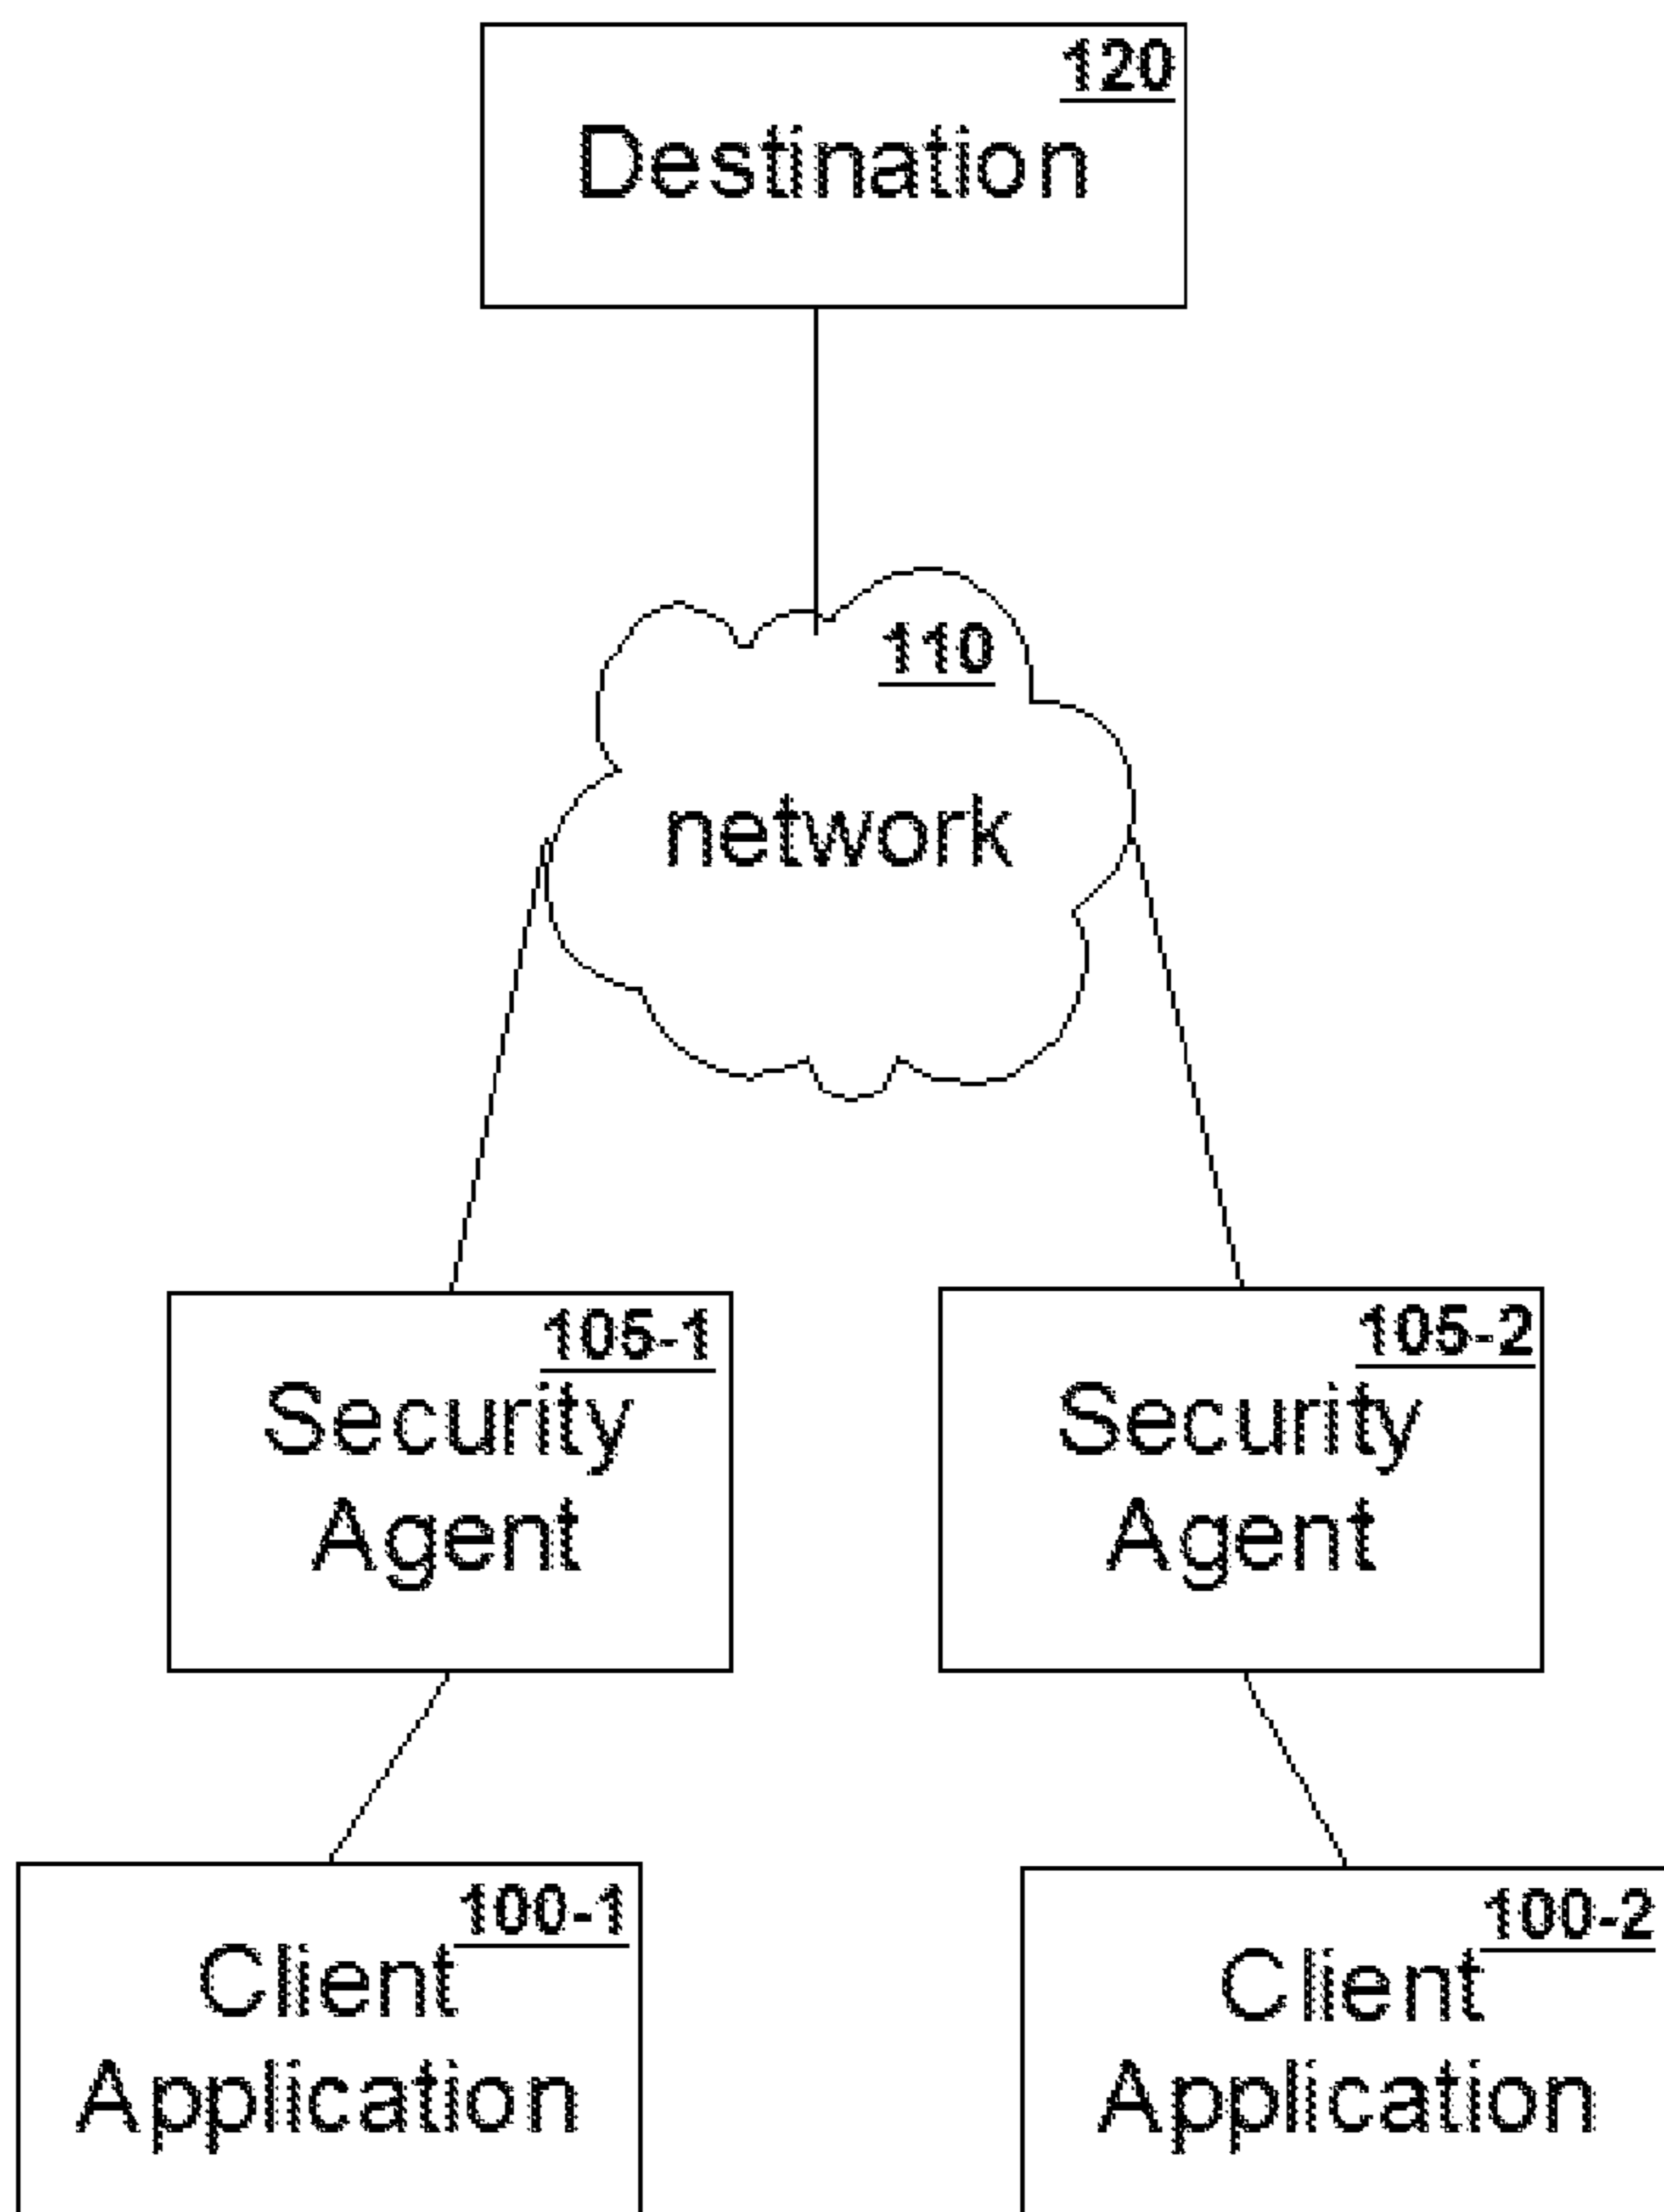 120
Destination
110
network
105-1
Security
Agent
105-2
Security
Agent
100-1
Client
Application
100-2
Client
Application